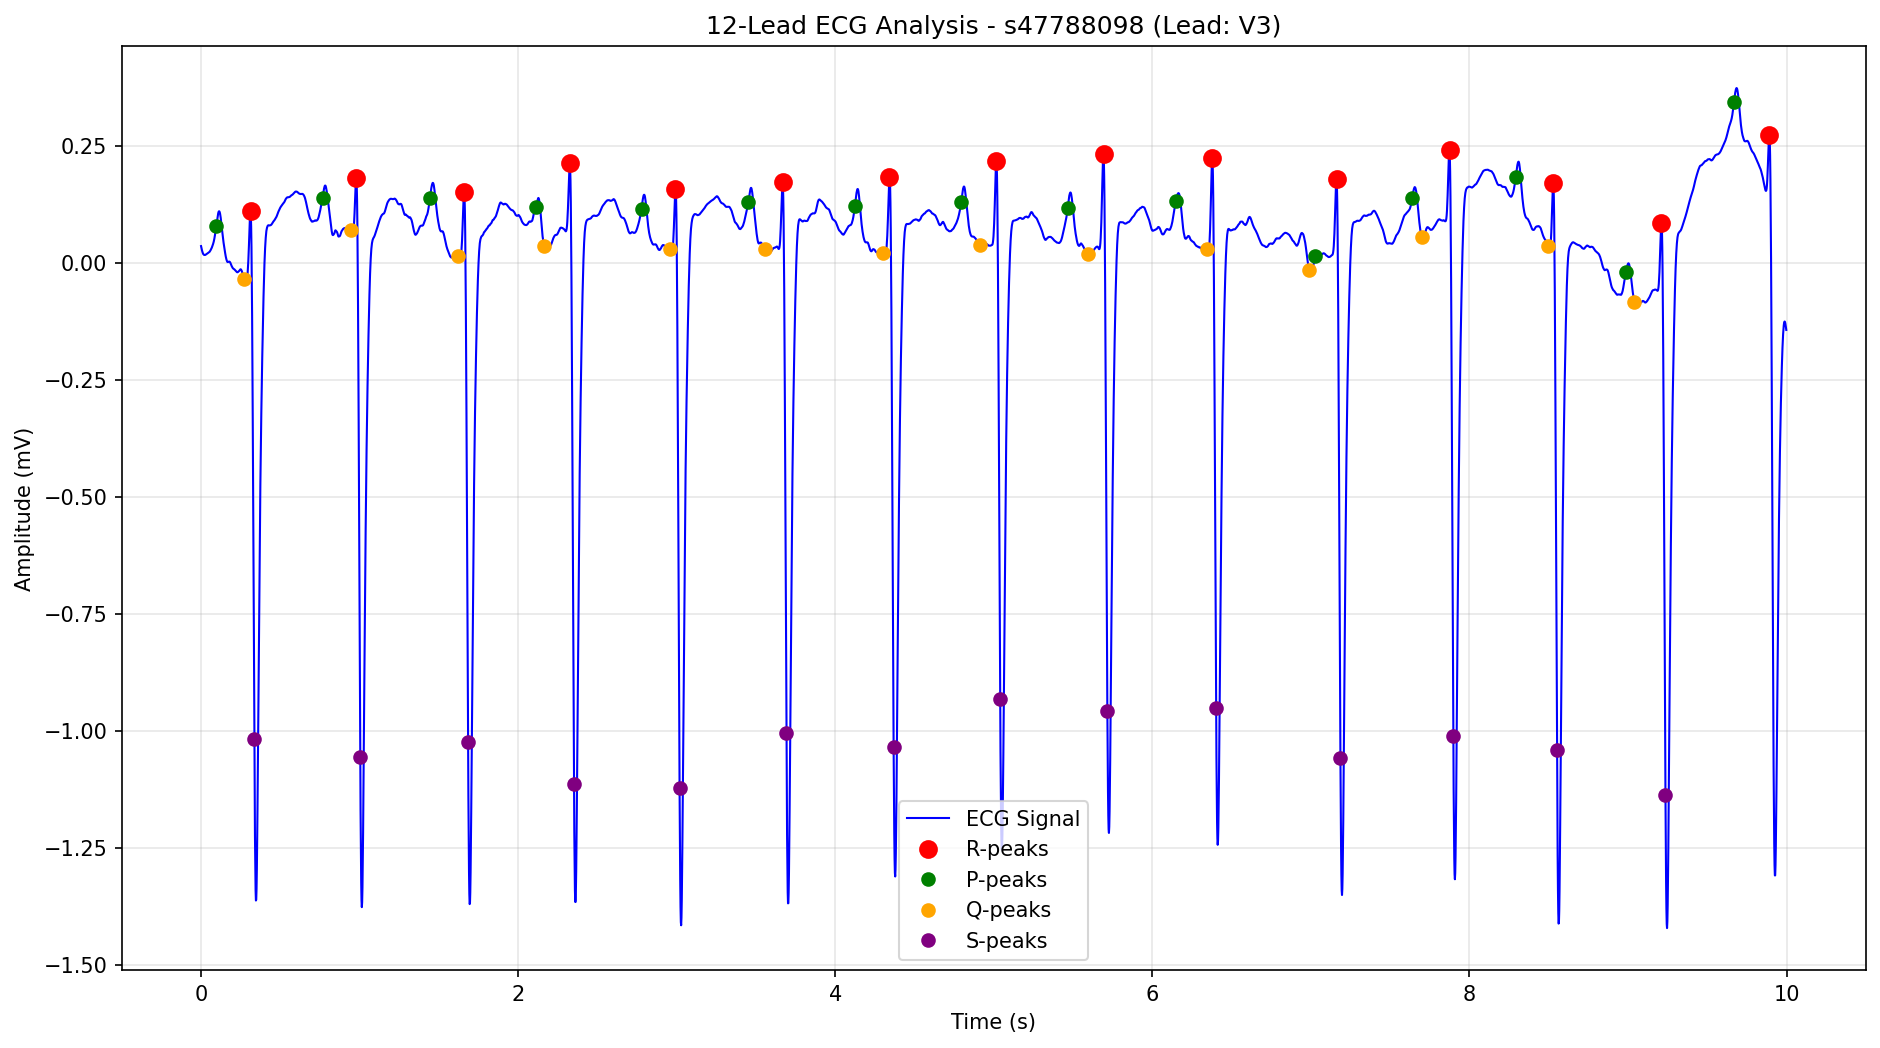 12-Lead ECG Analysis - s47788098 (Lead: V3)
0.25
0.00
−0.25
−0.50
−0.75
−1.00
−1.25
−1.50
Amplitude (mV)
ECG Signal
R-peaks
P-peaks
Q-peaks
S-peaks
0 2 4 6 8 10
Time (s)